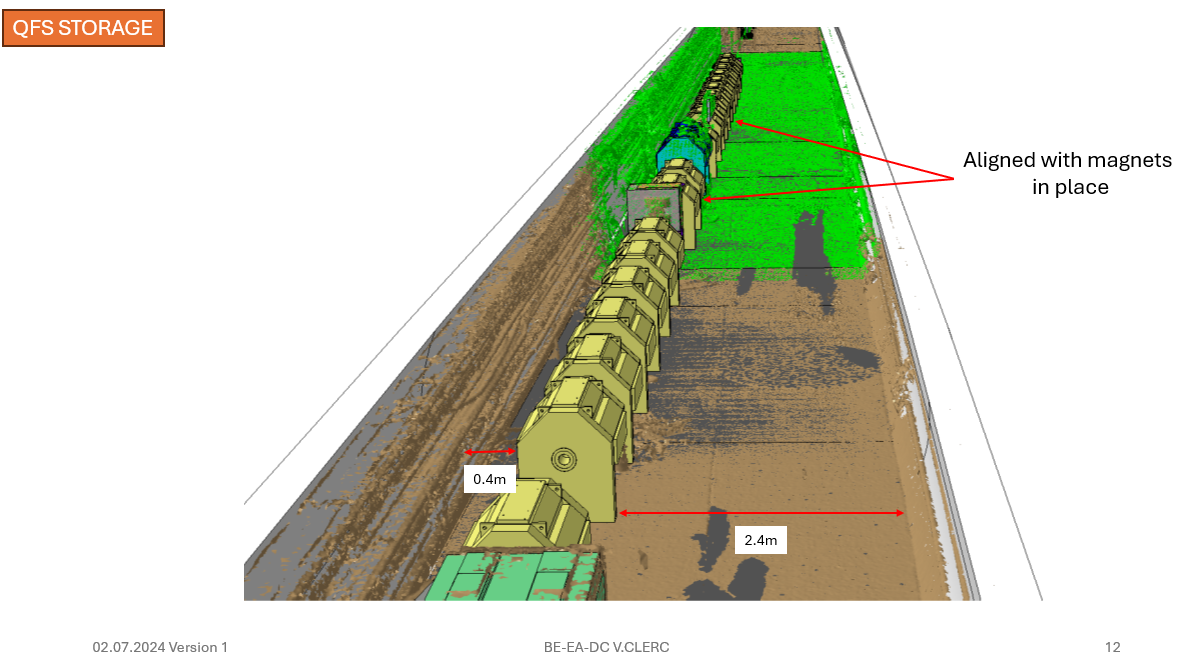 QFS STORAGE
Aligned with magnets
in place
0.4m
2.4m
02.07.2024 Version 1
BE-EA-DC V.CLERC
12